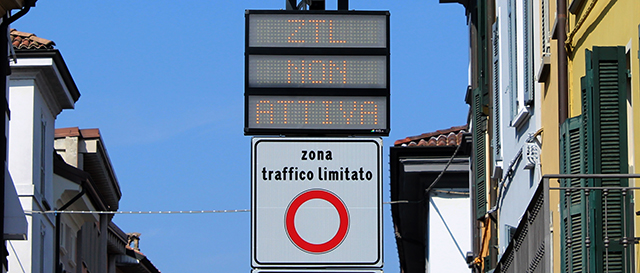 ZTL
NON
ATTIVA
zona
traffico limitato